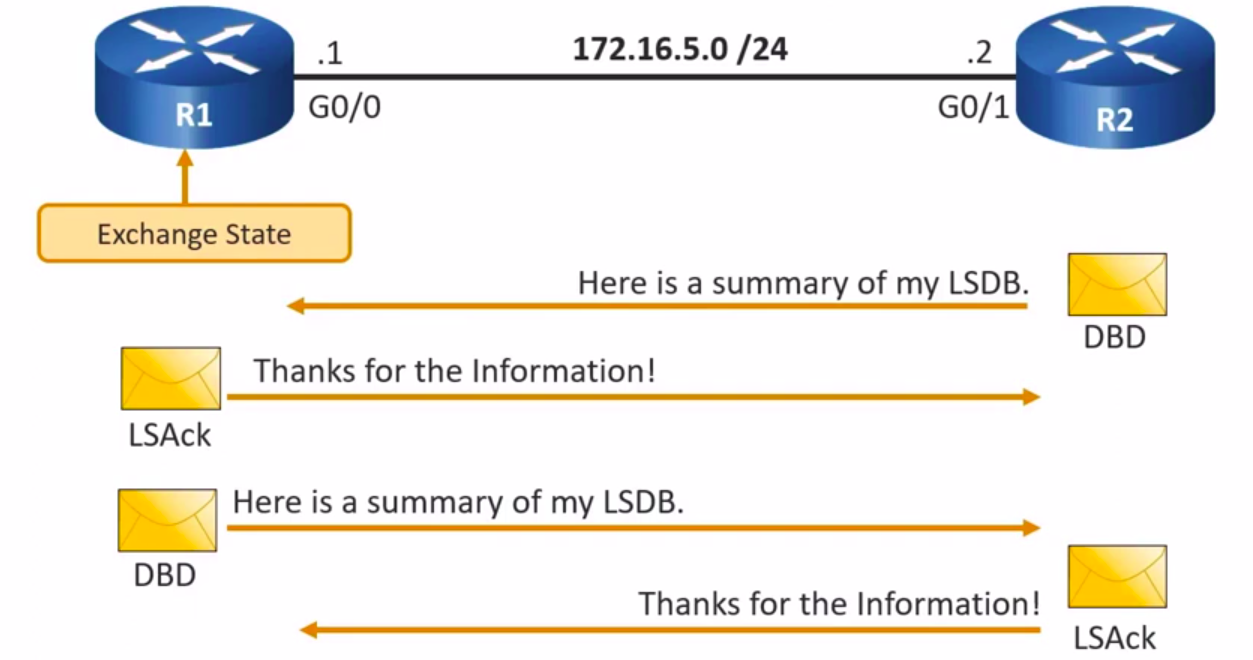 .1
172.16.5.0 /24
.2
R1
G0/0
G0/1
R2
Exchange State
Here is a summary of my LSDB.
DBD
Thanks for the Information!
LSAck
Here is a summary of my LSDB.
DBD
Thanks for the Information!
LSAck